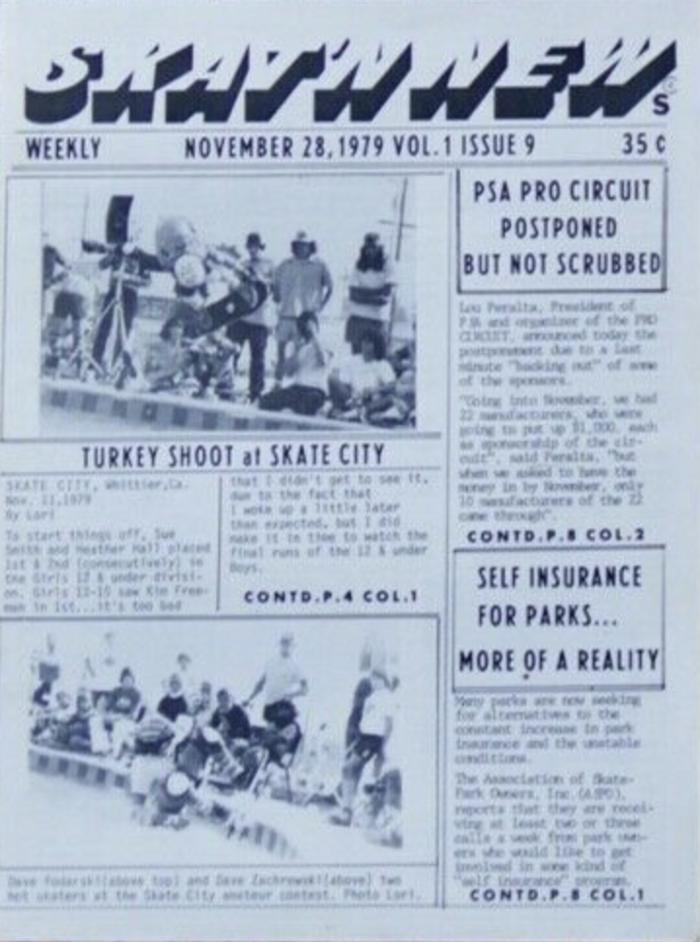 SKAT'N NEWS
WEEKLY NOVEMBER 28, 1979 VOL. 1 ISSUE 9 35 ¢
TURKEY SHOOT at SKATE CITY
SKATE CITY, Whittier, Ca.
Nov. 11, 1979
By Lori
To start things off, Sue
Smith and Heather Hall placed
1st & 2nd (consecutively) in
the Girls 12 & under divisi-
on. Girls 12-15 saw Kim Free-
man in 1st...it's too bad
that I didn't get to see it,
due to the fact that
I woke up a little later
than expected, but I did
make it in time to watch the
final runs of the 12 & under
Boys.
CONTD.P.4 COL.1
Dave (above top) and Dave (above) two
hot skaters at the Skate City amateur contest. Photo Lori.
PSA PRO CIRCUIT
POSTPONED
BUT NOT SCRUBBED
Lou Peralta, President of
PSA and organizer of the PRO
CIRCUIT, announced today the
postponement due to a last
minute "backing out" of some
of the sponsors.
"Going into November, we had
22 manufacturers, who were
going to put up $1,000, each
as sponsorship of the cir-
cuit", said Peralta, "but
when we asked to have the
money in by November, only
10 manufacturers of the 22
came through".
CONTD.P.8 COL.2
SELF INSURANCE
FOR PARKS...
MORE OF A REALITY
Many parks are now seeking
for alternatives to the
constant increase in park
insurance and the unstable
conditions.
The Association of Skate-
Park Owners, Inc. (ASPO),
reports that they are recei-
ving at least two or three
calls a week from park own-
ers who would like to get
involved in some kind of
"self insurance" program.
CONTD.P.8 COL.1